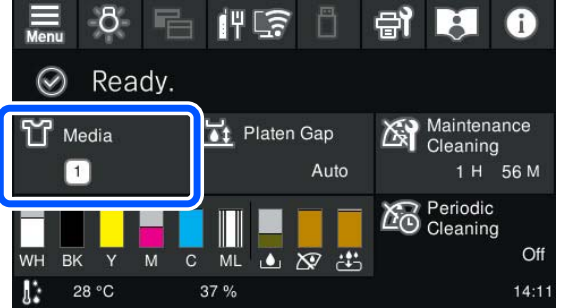 Menu
Ready.
Media
1
Platen Gap
Auto
Maintenance
Cleaning
1 H 56 M
WH BK Y M C ML
Periodic
Cleaning
Off
28 °C 37 % 14:11